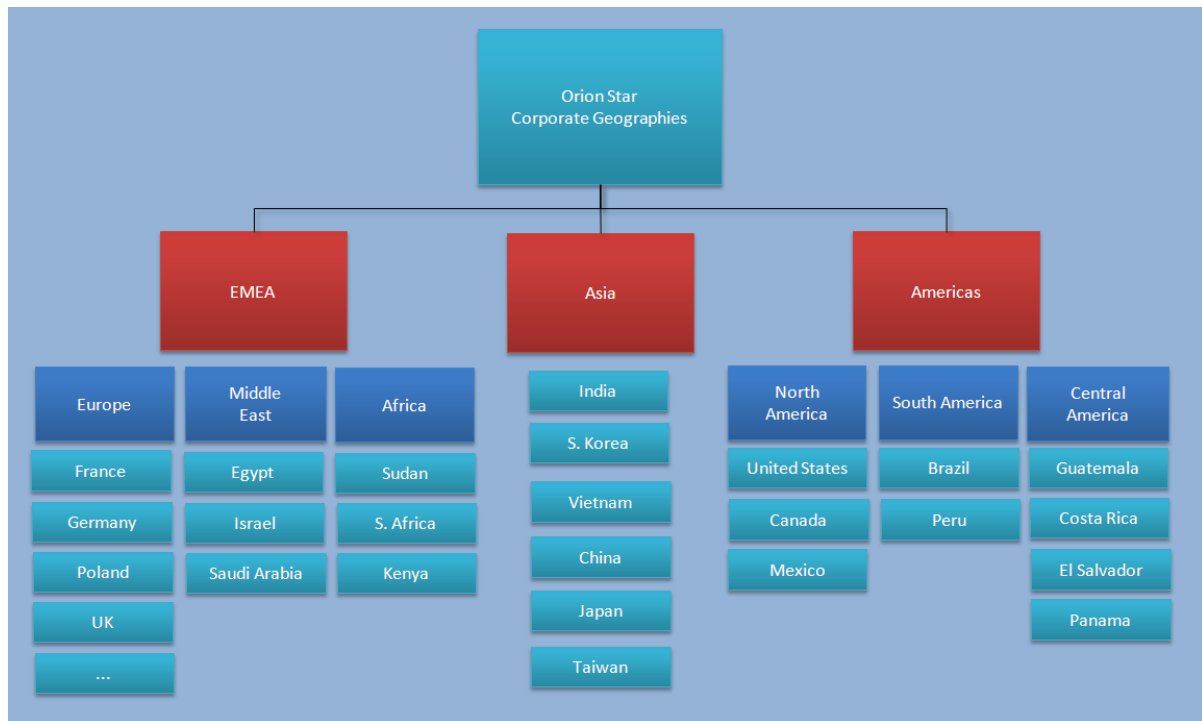 Orion Star
Corporate Geographies
EMEA
Asia
Americas
Europe
Middle
East
Africa
North
America
South America
Central
America
France
Germany
Poland
UK
...
Egypt
Israel
Saudi Arabia
Sudan
S. Africa
Kenya
India
S. Korea
Vietnam
China
Japan
Taiwan
United States
Canada
Mexico
Brazil
Peru
Guatemala
Costa Rica
El Salvador
Panama